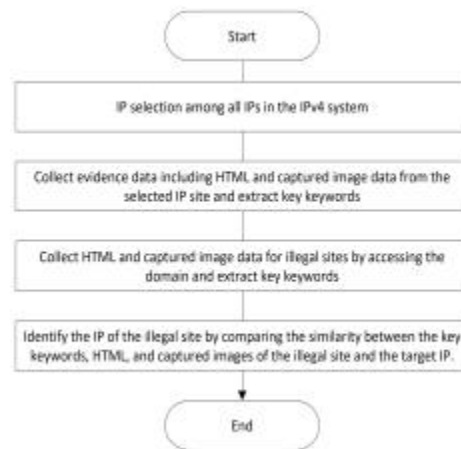 Start
IP selection among all IPs in the IPv4 system
Collect evidence data including HTML and captured image data from the
selected IP site and extract key keywords
Collect HTML and captured image data for illegal sites by accessing the
domain and extract key keywords
Identify the IP of the illegal site by comparing the similarity between the key
keywords, HTML, and captured images of the illegal site and the target IP.
End